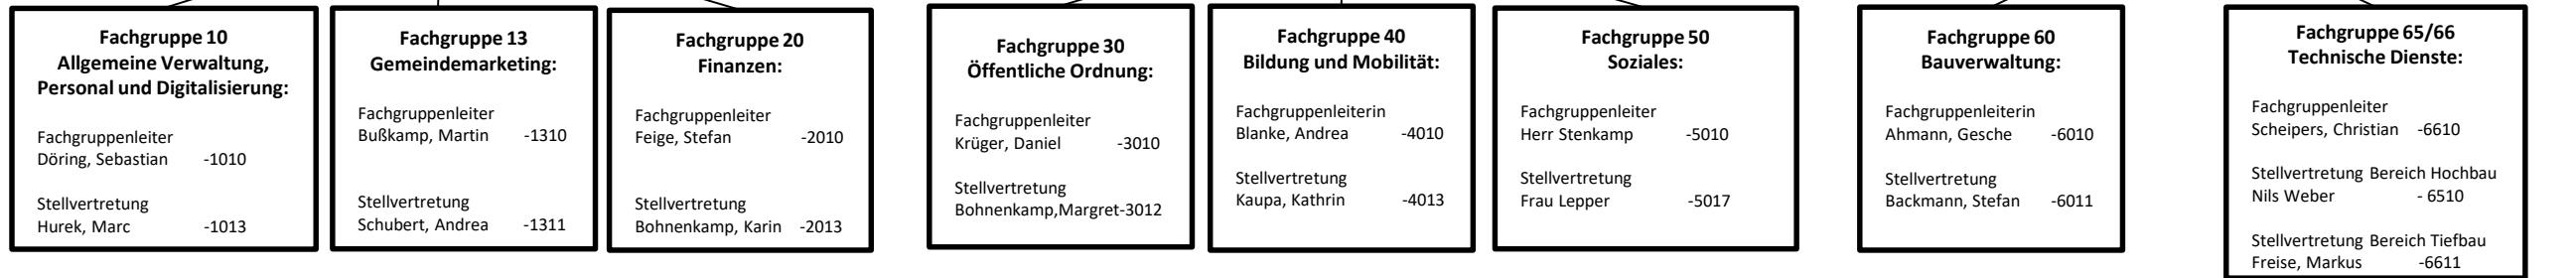 Fachgruppe 10
Allgemeine Verwaltung,
Personal und Digitalisierung:
Fachgruppenleiter
Döring, Sebastian -1010
Stellvertretung
Hurek, Marc -1013
Fachgruppe 13
Gemeindemarketing:
Fachgruppenleiter
Bußkamp, Martin -1310
Stellvertretung
Schubert, Andrea -1311
Fachgruppe 20
Finanzen:
Fachgruppenleiter
Feige, Stefan -2010
Stellvertretung
Bohnenkamp, Karin -2013
Fachgruppe 30
Öffentliche Ordnung:
Fachgruppenleiter
Krüger, Daniel -3010
Stellvertretung
Bohnenkamp,Margret-3012
Fachgruppe 40
Bildung und Mobilität:
Fachgruppenleiterin
Blanke, Andrea -4010
Stellvertretung
Kaupa, Kathrin -4013
Fachgruppe 50
Soziales:
Fachgruppenleiter
Herr Stenkamp -5010
Stellvertretung
Frau Lepper -5017
Fachgruppe 60
Bauverwaltung:
Fachgruppenleiterin
Ahmann, Gesche -6010
Stellvertretung
Backmann, Stefan -6011
Fachgruppe 65/66
Technische Dienste:
Fachgruppenleiter
Scheipers, Christian -6610
Stellvertretung Bereich Hochbau
Nils Weber - 6510
Stellvertretung Bereich Tiefbau
Freise, Markus -6611